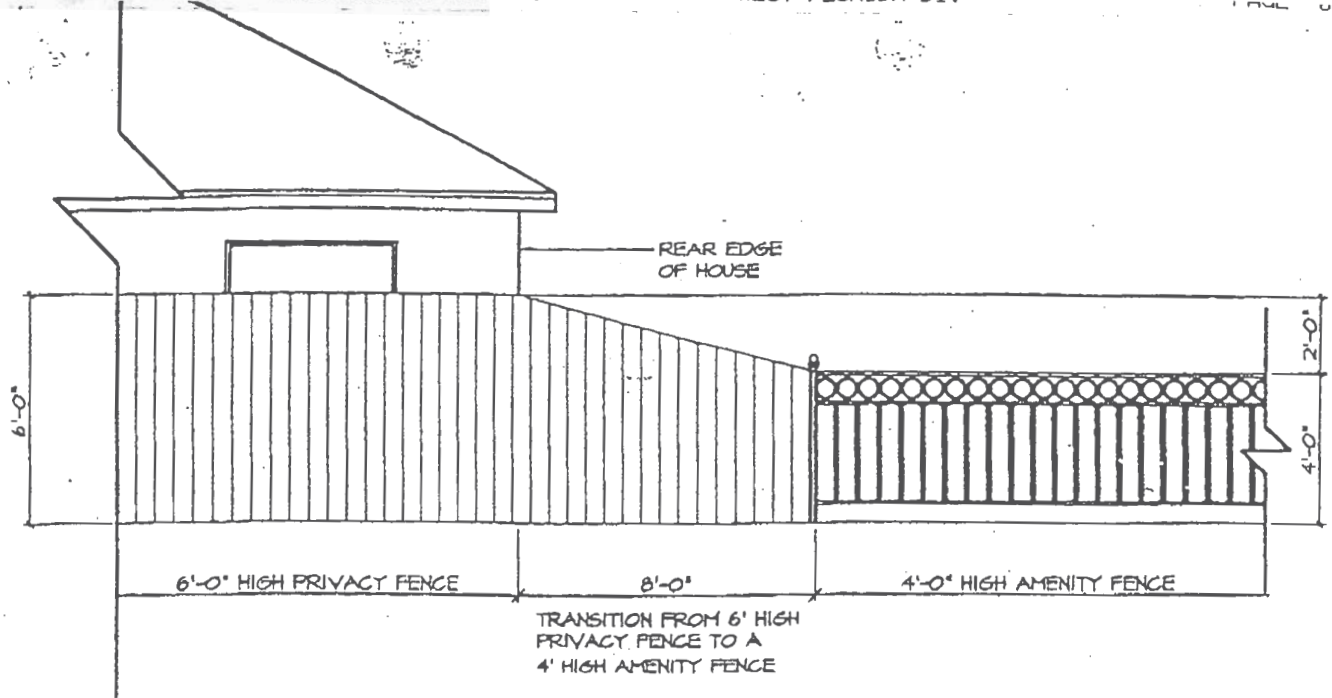 REAR EDGE
OF HOUSE
2'-0"
6'-0"
4'-0"
6'-0" HIGH PRIVACY FENCE
8'-0"
4'-0" HIGH AMENITY FENCE
TRANSITION FROM 6' HIGH
PRIVACY FENCE TO A
4' HIGH AMENITY FENCE